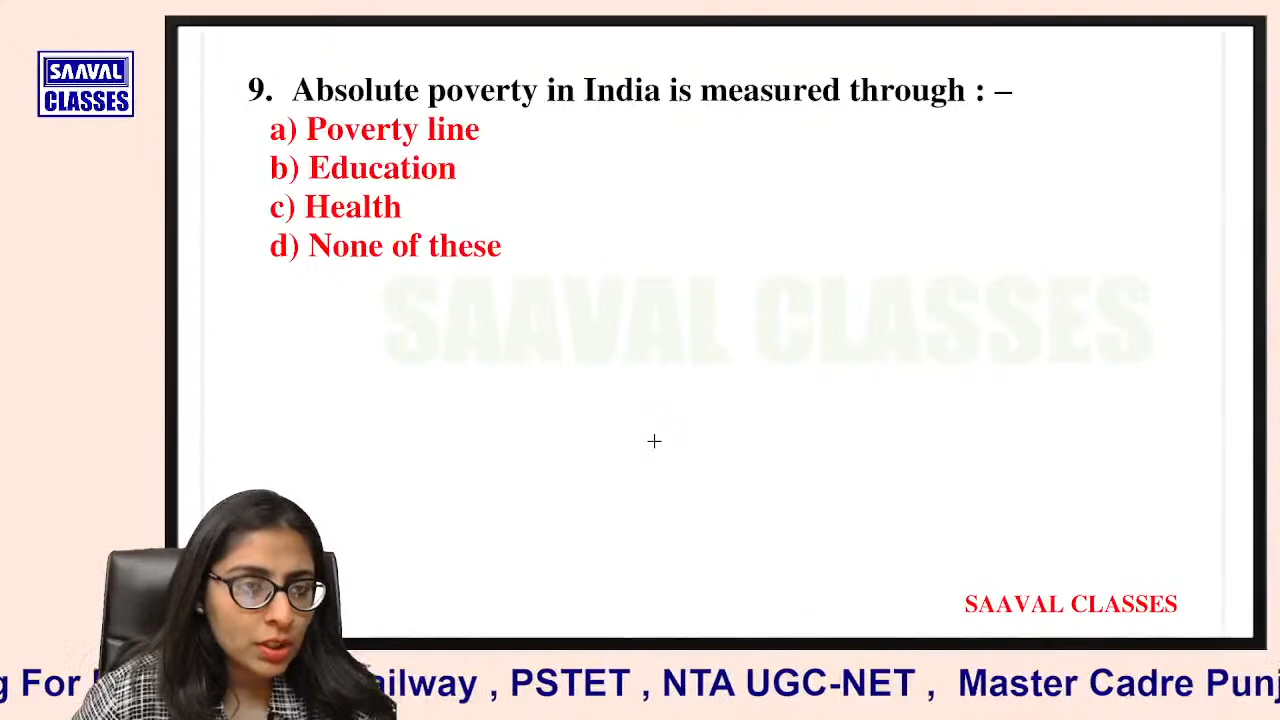 SAAVAL
CLASSES
9. Absolute poverty in India is measured through : –
a) Poverty line
b) Education
c) Health
d) None of these
SAAVAL CLASSES
SAAVAL CLASSES
g For ailway , PSTET , NTA UGC-NET , Master Cadre Punj